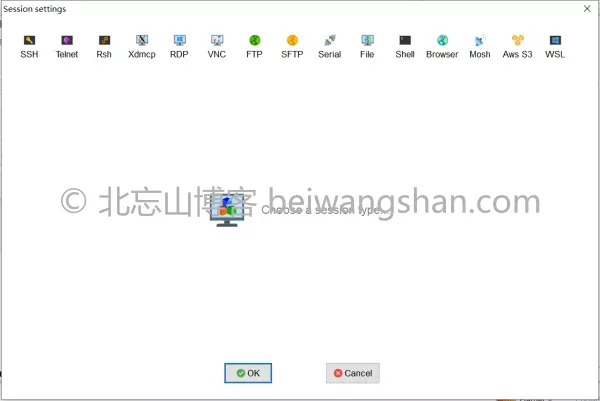 Session settings
SSH Telnet Rsh Xdmcp RDP VNC FTP SFTP Serial File Shell Browser Mosh Aws S3 WSL
© 北忘山博客 beiwangshan.com
Choose a session type...
OK Cancel